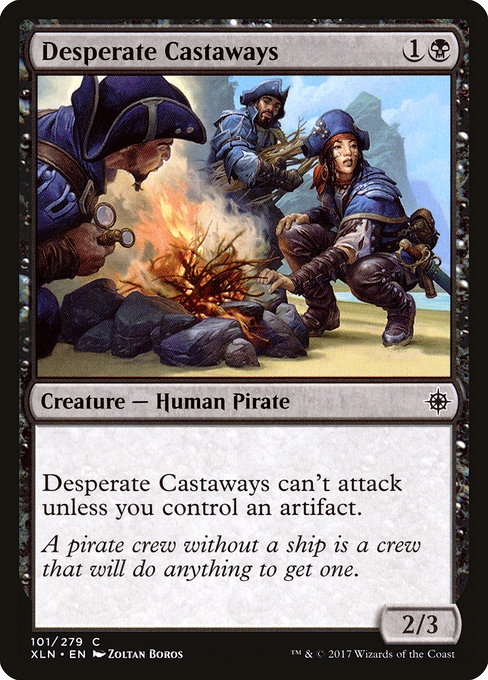 Desperate Castaways 1
Creature — Human Pirate
Desperate Castaways can't attack
unless you control an artifact.
A pirate crew without a ship is a crew
that will do anything to get one.
2/3
101/279 C
XLN • EN Zoltan Boros
™ & © 2017 Wizards of the Coast